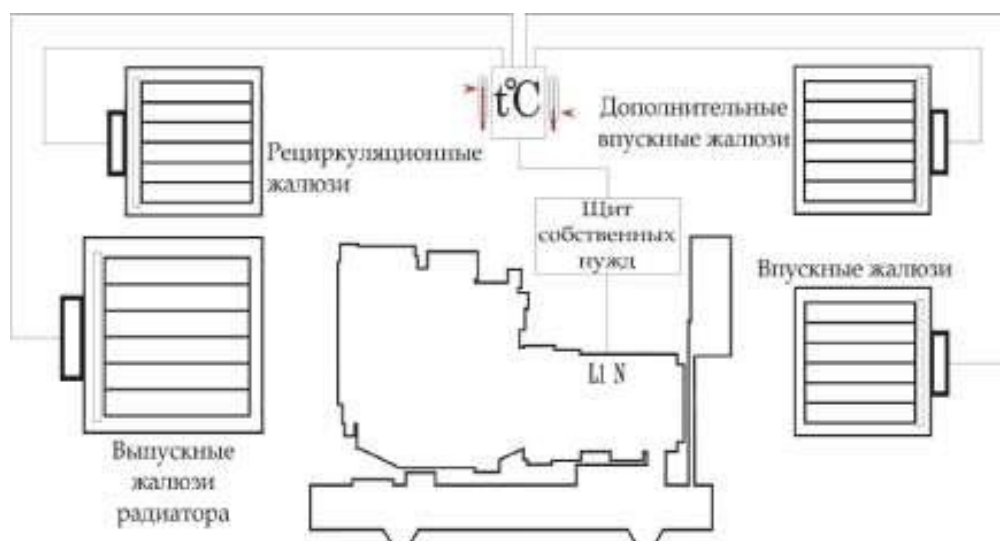 t°C
Рециркуляционные
жалюзи
Дополнительные
впускные жалюзи
Щит
собственных
нужд
Впускные жалюзи
L1 N
Выпускные
жалюзи
радиатора